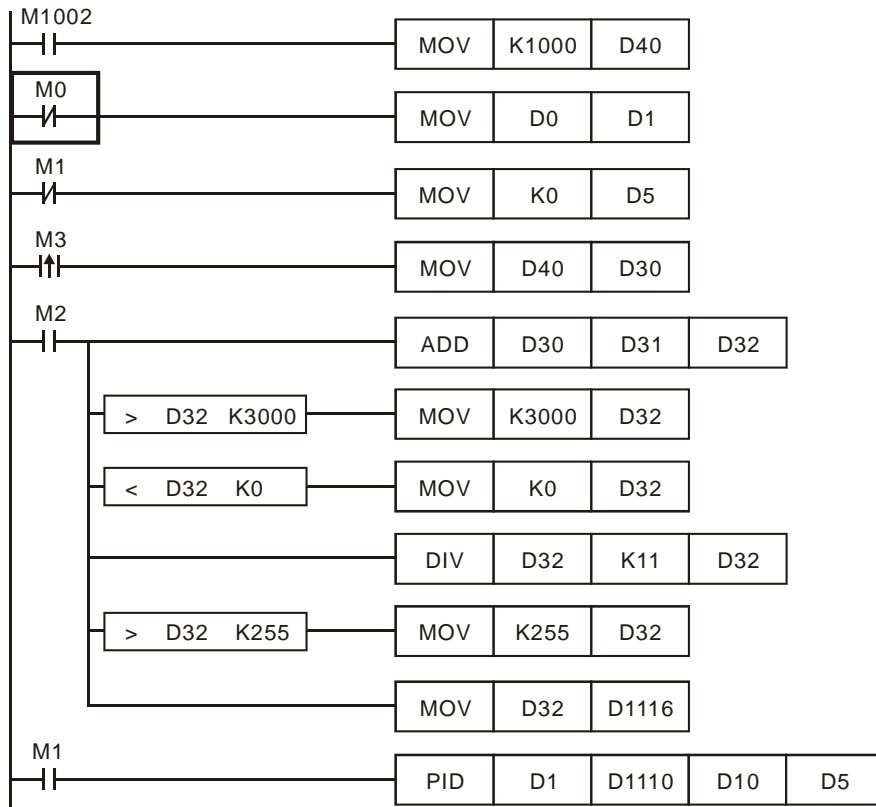 M1002
MOV K1000 D40
M0
MOV D0 D1
M1
MOV K0 D5
M3
MOV D40 D30
M2
ADD D30 D31 D32
> D32 K3000 MOV K3000 D32
< D32 K0 MOV K0 D32
DIV D32 K11 D32
> D32 K255 MOV K255 D32
MOV D32 D1116
M1
PID D1 D1110 D10 D5